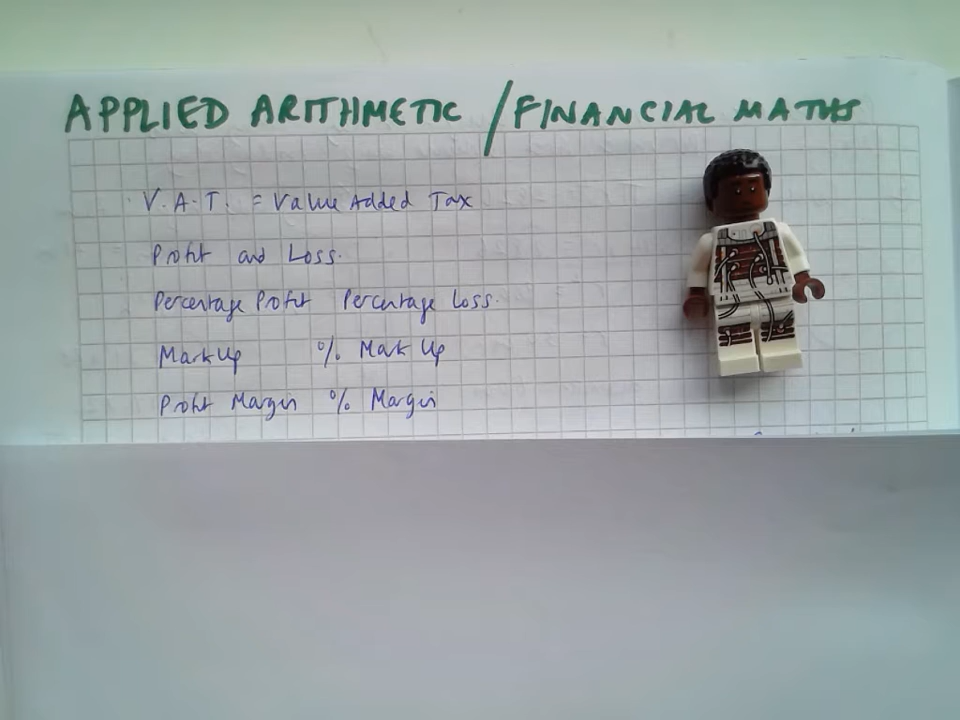 APPLIED ARITHMETIC / FINANCIAL MATHS
V.A.T. = Value Added Tax
Profit and Loss.
Percentage Profit Percentage Loss.
Mark Up % Mark Up
Profit Margin % Margin